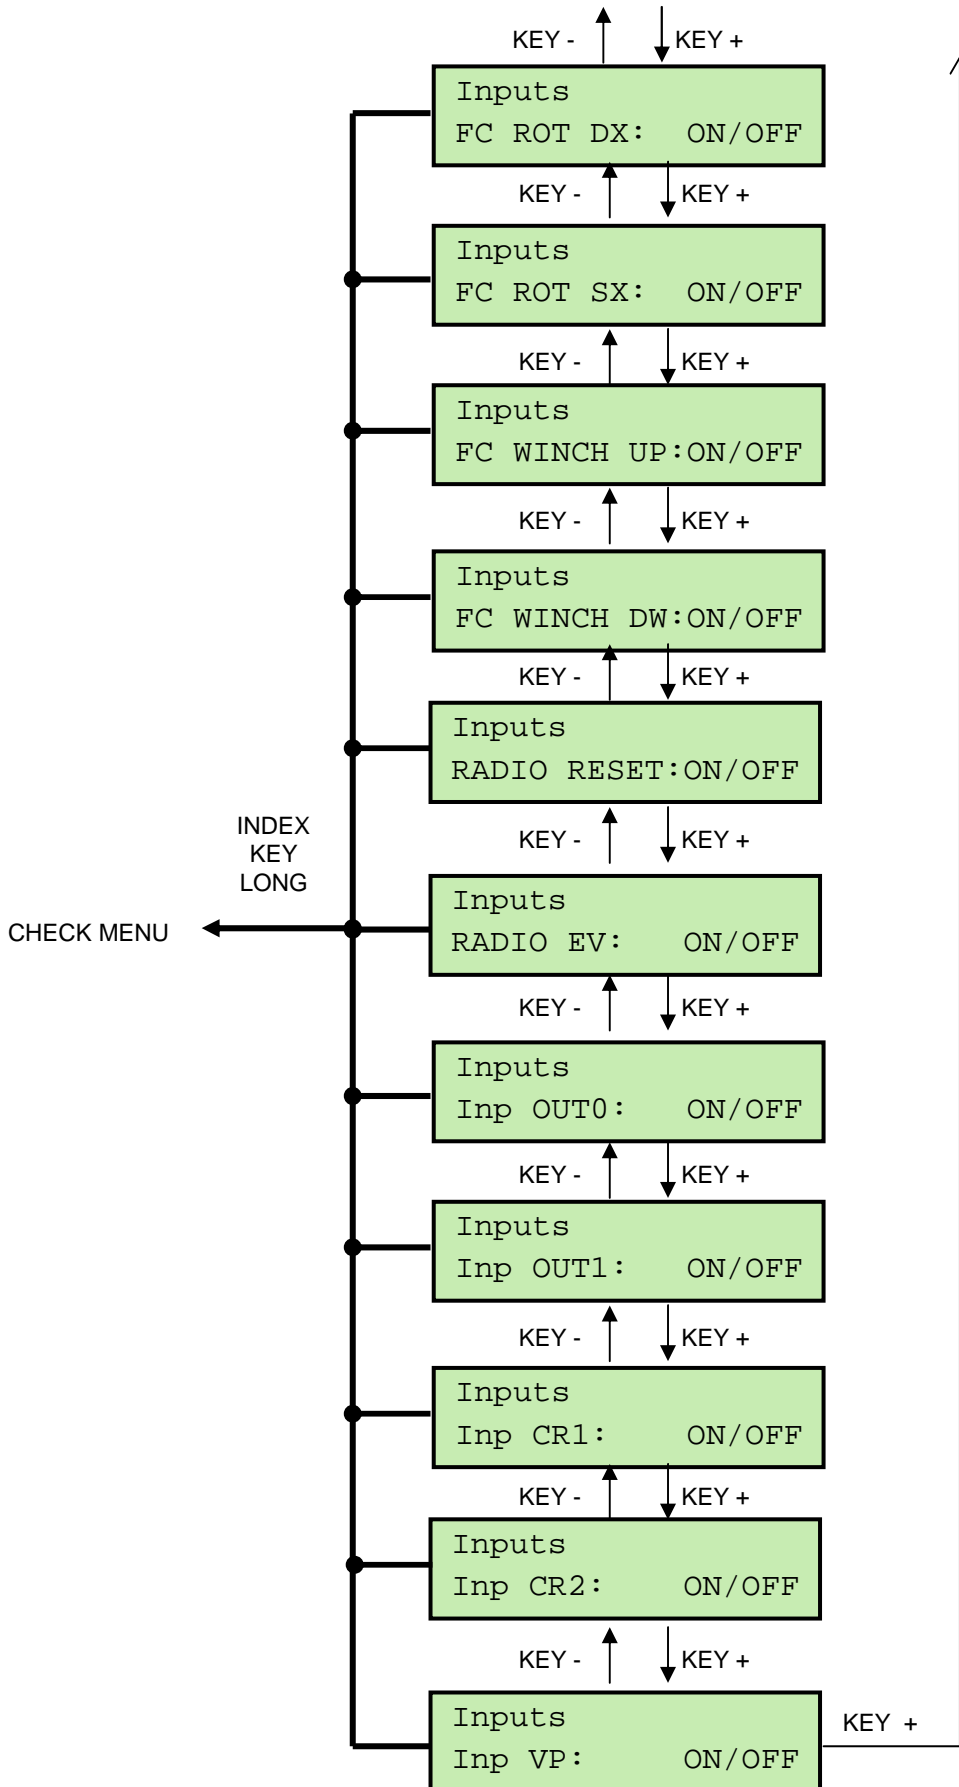 KEY - KEY +
Inputs
FC ROT DX: ON/OFF
KEY - KEY +
Inputs
FC ROT SX: ON/OFF
KEY - KEY +
Inputs
FC WINCH UP:ON/OFF
KEY - KEY +
Inputs
FC WINCH DW:ON/OFF
KEY - KEY +
Inputs
RADIO RESET:ON/OFF
KEY - KEY +
INDEX
KEY
LONG
CHECK MENU
Inputs
RADIO EV: ON/OFF
KEY - KEY +
Inputs
Inp OUT0: ON/OFF
KEY - KEY +
Inputs
Inp OUT1: ON/OFF
KEY - KEY +
Inputs
Inp CR1: ON/OFF
KEY - KEY +
Inputs
Inp CR2: ON/OFF
KEY - KEY +
Inputs
Inp VP: ON/OFF
KEY +